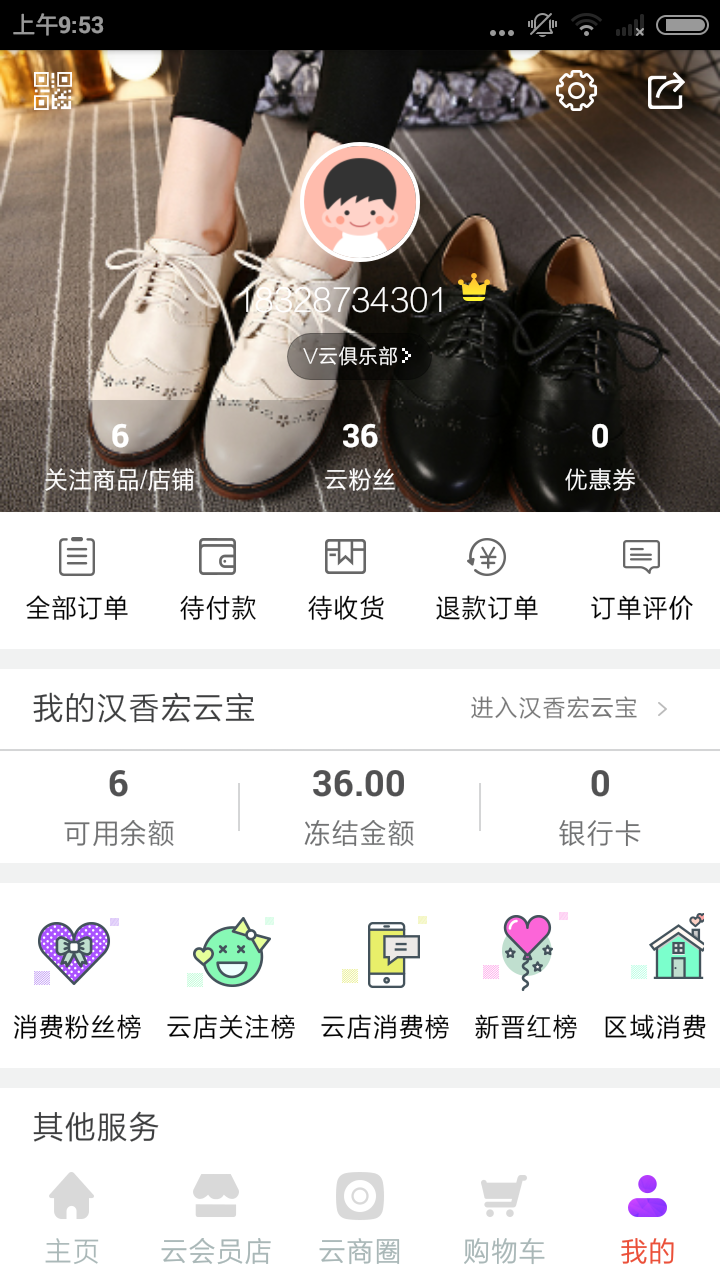 上午9:53
18328734301
V云俱乐部
6 36 0
关注商品/店铺 云粉丝 优惠券
全部订单 待付款 待收货 退款订单 订单评价
我的汉香宏云宝 进入汉香宏云宝
6 36.00 0
可用余额 冻结金额 银行卡
消费粉丝榜 云店关注榜 云店消费榜 新晋红榜 区域消费
其他服务
主页 云会员店 云商圈 购物车 我的